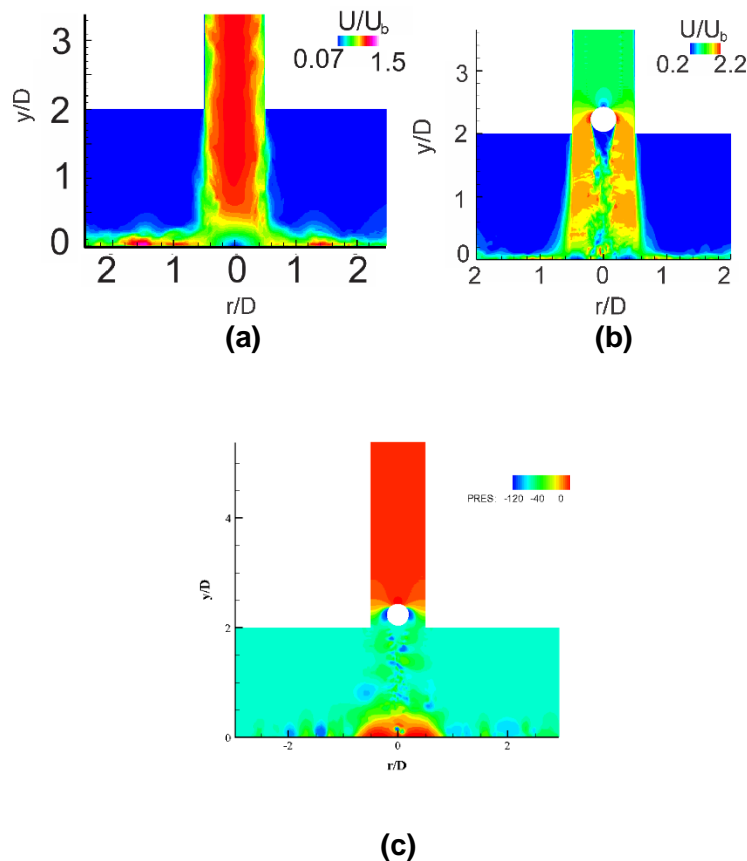 U/U_b
0.07 1.5
3
2
1
0
y/D
2 1 0 1 2
r/D
(a)
U/U_b
0.2 2.2
3
2
1
0
y/D
2 1 0 1 2
r/D
(b)
PRES: -120 -40 0
4
2
0
y/D
-2 0 2
r/D
(c)